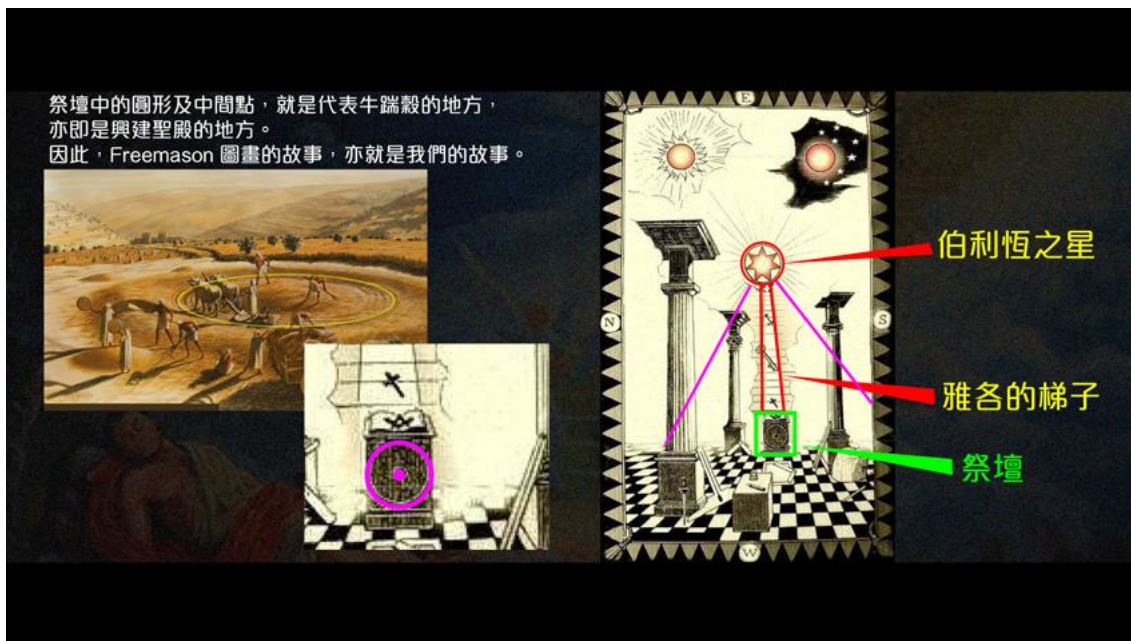 祭壇中的圓形及中間點，就是代表牛踹穀的地方，
亦即是興建聖殿的地方。
因此，Freemason 圖畫的故事，亦就是我們的故事。
E
伯利恆之星
N
S
雅各的梯子
祭壇
W